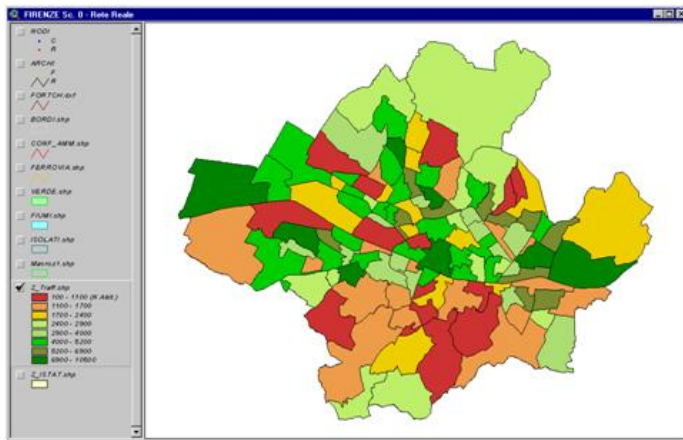 FIRENZE Sc. 0 - Rete Reale
NODI
C
R
ARCHI
F
R
FORTCH.dxf
BORDI.shp
CONF_AMM.shp
FERROVIA.shp
VERDE.shp
FIUMI.shp
ISOLATI.shp
Z_Traff.shp
100 - 1100 (N Abit.)
1100 - 1700
1700 - 2400
2400 - 2900
2900 - 4000
4000 - 5200
5200 - 6900
6900 - 10500
Z_ISTAT.shp